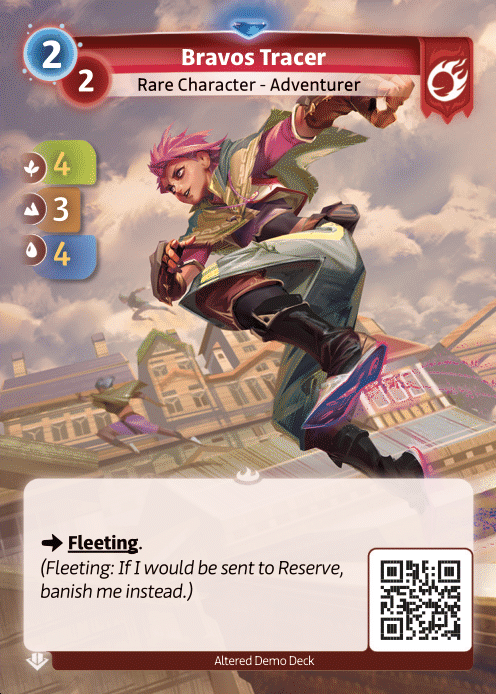 2
Bravos Tracer
2
Rare Character - Adventurer
4
3
4
➜ Fleeting.
(Fleeting: If I would be sent to Reserve,
banish me instead.)
Altered Demo Deck